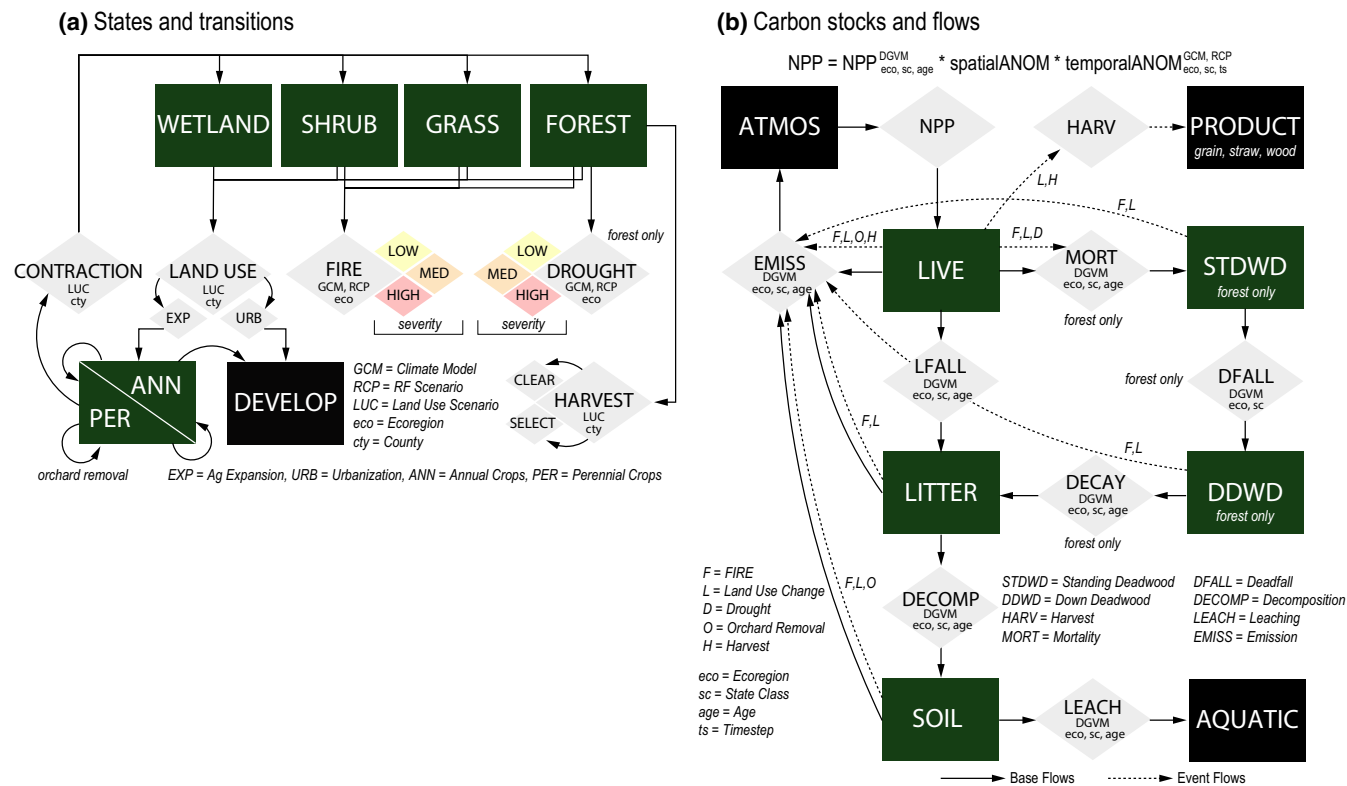 (a) States and transitions
WETLAND
SHRUB
GRASS
FOREST
CONTRACTION
LUC
cty
LAND USE
LUC
cty
EXP
URB
FIRE
GCM, RCP
eco
LOW
MED
HIGH
severity
LOW
MED
HIGH
severity
forest only
DROUGHT
GCM, RCP
eco
ANN
PER
DEVELOP
orchard removal
GCM = Climate Model
RCP = RF Scenario
LUC = Land Use Scenario
eco = Ecoregion
cty = County
CLEAR
SELECT
HARVEST
LUC
cty
EXP = Ag Expansion, URB = Urbanization, ANN = Annual Crops, PER = Perennial Crops
(b) Carbon stocks and flows
NPP = NPP DGVM eco, sc, age * spatialANOM * temporalANOM GCM, RCP eco, sc, ts
ATMOS
NPP
HARV
PRODUCT
grain, straw, wood
L,H
F,L
F,L,O,H
F,L,D
EMISS
DGVM
eco, sc, age
LIVE
MORT
DGVM
eco, sc, age
forest only
STDWD
forest only
LFALL
DGVM
eco, sc, age
forest only
DFALL
DGVM
eco, sc
F,L
F,L
LITTER
DECAY
DGVM
eco, sc, age
forest only
DDWD
forest only
F,L,O
DECOMP
DGVM
eco, sc, age
F = FIRE
L = Land Use Change
D = Drought
O = Orchard Removal
H = Harvest
eco = Ecoregion
sc = State Class
age = Age
ts = Timestep
STDWD = Standing Deadwood
DDWD = Down Deadwood
HARV = Harvest
MORT = Mortality
DFALL = Deadfall
DECOMP = Decomposition
LEACH = Leaching
EMISS = Emission
SOIL
LEACH
DGVM
eco, sc, age
AQUATIC
Base Flows
Event Flows